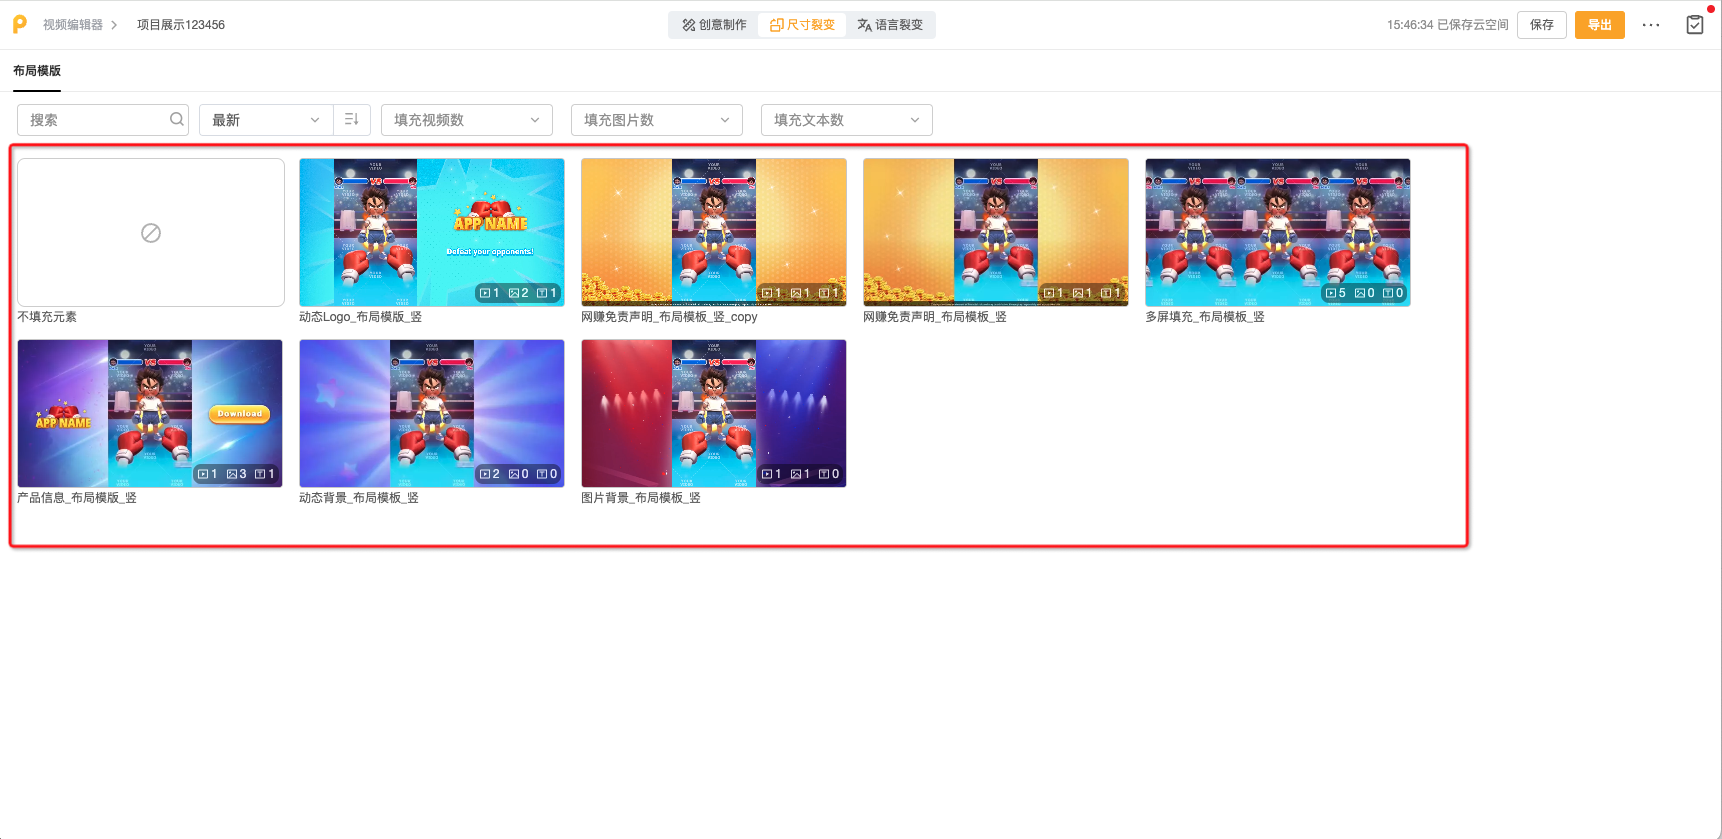 视频编辑器
项目展示123456
创意制作
尺寸裂变
语言裂变
15:46:34 已保存云空间
保存
导出
布局模版
搜索
最新
填充视频数
填充图片数
填充文本数
YOUR VIDEO
VS
APP NAME
Defeat your opponents!
1 2 1
1 1 1
1 1 1
5 0 0
不填充元素
动态Logo_布局模版_竖
网赚免责声明_布局模板_竖_copy
网赚免责声明_布局模板_竖
多屏填充_布局模板_竖
APP NAME
YOUR VIDEO
VS
Download
1 3 1
2 0 0
1 1 0
产品信息_布局模版_竖
动态背景_布局模板_竖
图片背景_布局模板_竖